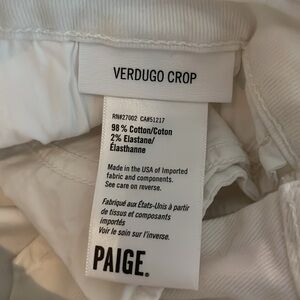 VERDUGO CROP
RN#27002 CA#51217
98 % Cotton/Coton
2% Elastane/
Élasthanne
Made in the USA of Imported
fabric and components.
See care on reverse.
Fabriqué aux États-Unis à partir
de tissus et composants
importés
Voir le soin sur l'inverse.
PAIGE.